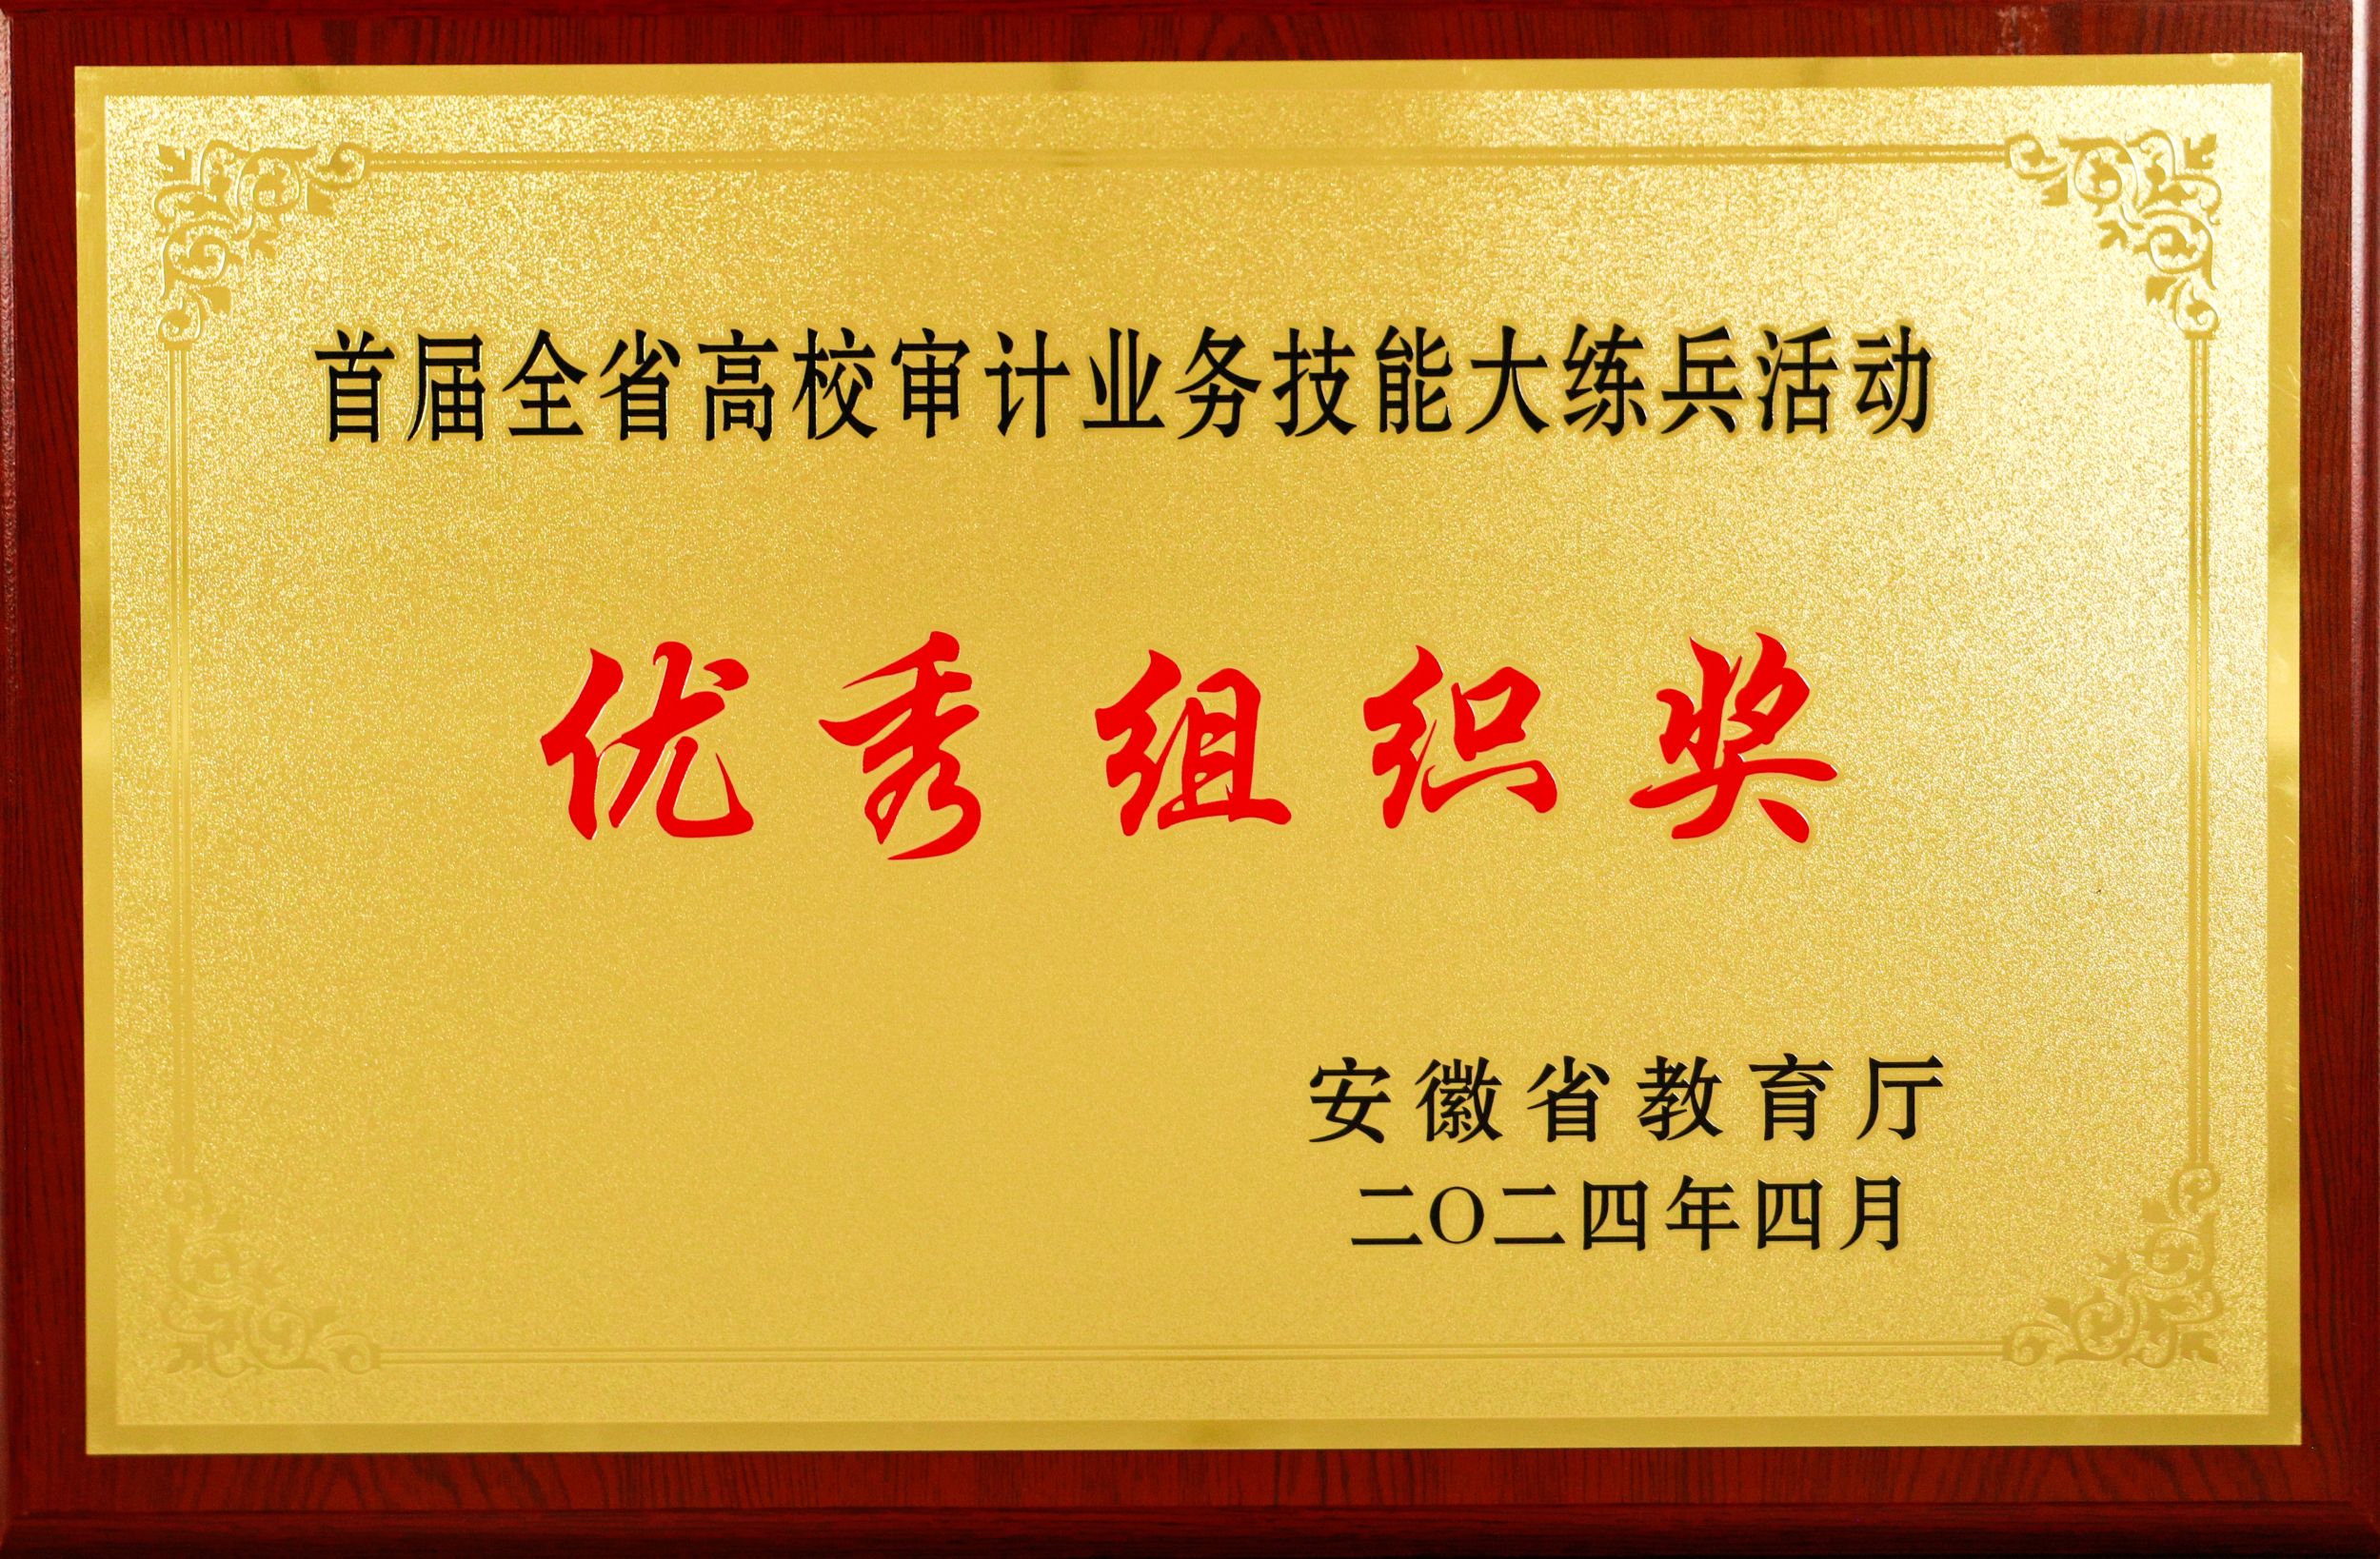 首届全省高校审计业务技能大练兵活动
优秀组织奖
安徽省教育厅
二〇二四年四月